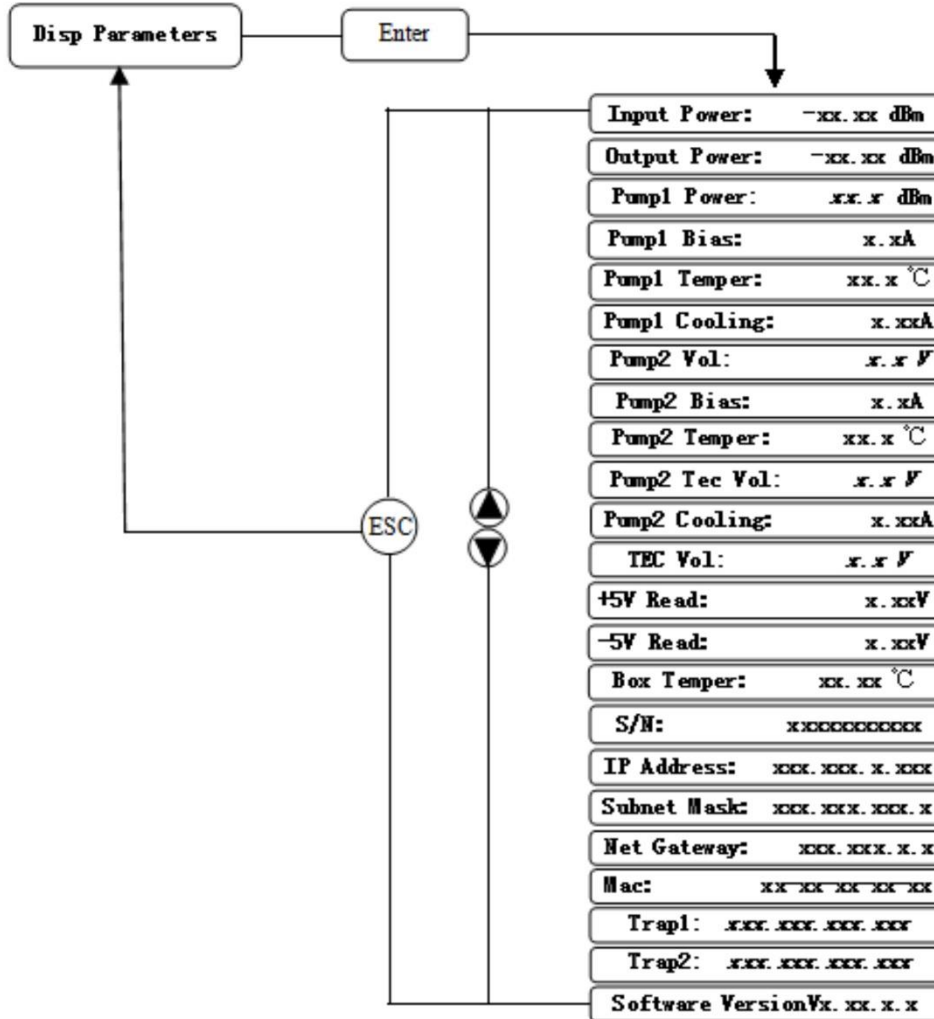 Disp Parameters
Enter
Input Power: -xx.xx dBm
Output Power: -xx.xx dBm
Pump1 Power: xx.x dBm
Pump1 Bias: x.xA
Pump1 Temper: xx.x ℃
Pump1 Cooling: x.xxA
Pump2 Vol: x.x V
Pump2 Bias: x.xA
Pump2 Temper: xx.x ℃
Pump2 Tec Vol: x.x V
ESC
Pump2 Cooling: x.xxA
TEC Vol: x.x V
+5V Read: x.xxV
-5V Read: x.xxV
Box Temper: xx.xx ℃
S/N: xxxxxxxxxxx
IP Address: xxx.xxx.x.xxx
Subnet Mask: xxx.xxx.xxx.x
Net Gateway: xxx.xxx.x.x
Mac: xx-xx-xx-xx-xx
Trap1: xxx.xxx.xxx.xxx
Trap2: xxx.xxx.xxx.xxx
Software VersionVx.xx.x.x